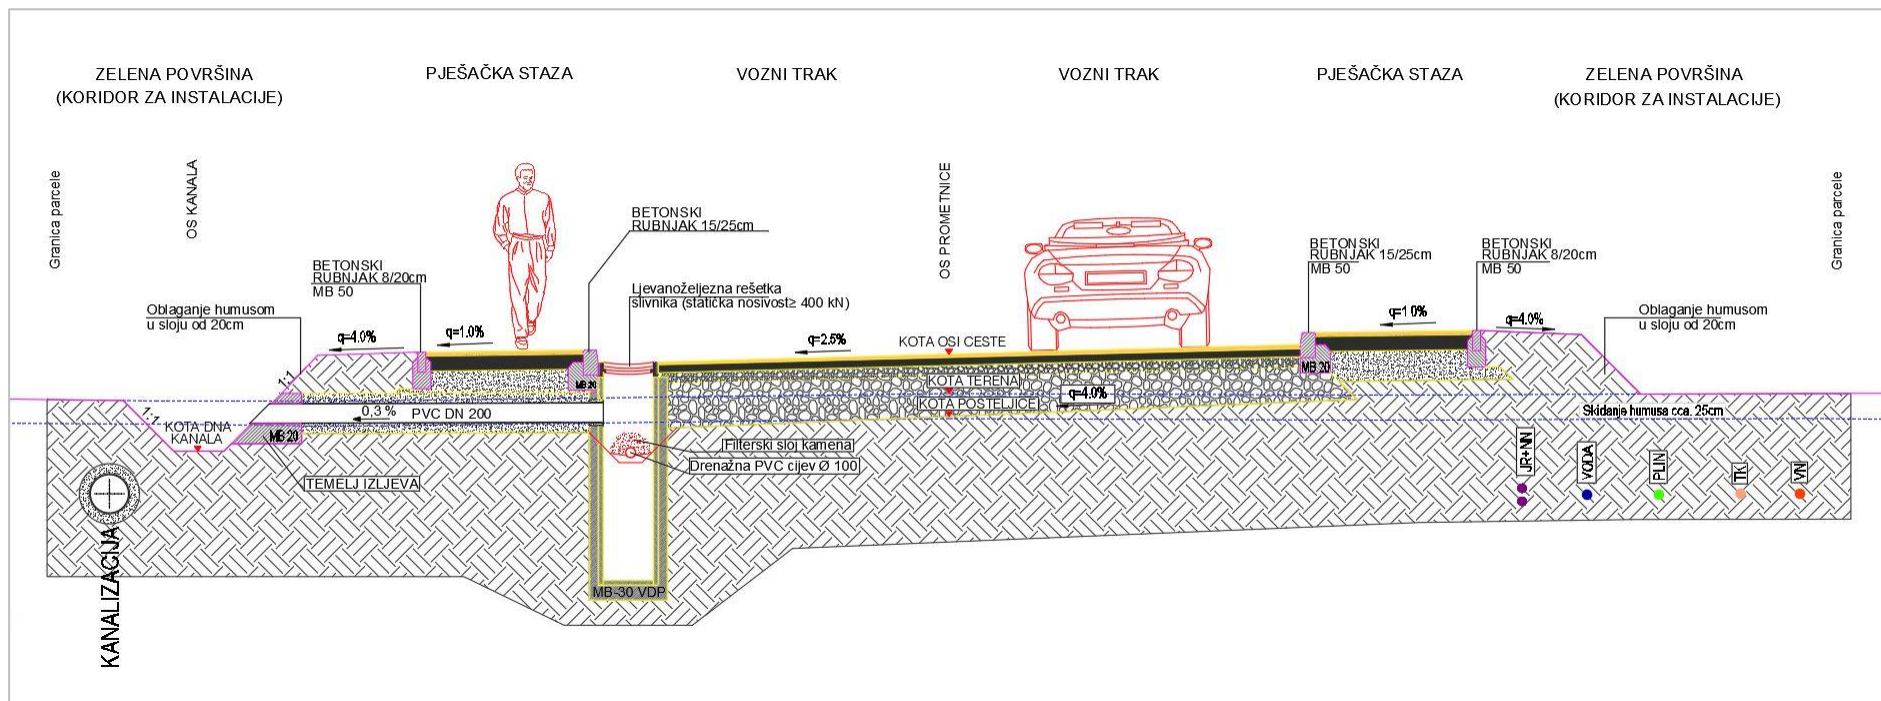 ZELENA POVRŠINA
(KORIDOR ZA INSTALACIJE)
PJEŠAČKA STAZA
VOZNI TRAK
VOZNI TRAK
PJEŠAČKA STAZA
ZELENA POVRŠINA
(KORIDOR ZA INSTALACIJE)
Granica parcele
OS KANALA
OS PROMETNICE
Granica parcele
BETONSKI
RUBNJAK 15/25cm
BETONSKI
RUBNJAK 8/20cm
MB 50
Ljevanoželjezna rešetka
slivnika (statička nosivost≥ 400 kN)
BETONSKI
RUBNJAK 15/25cm
MB 50
BETONSKI
RUBNJAK 8/20cm
MB 50
Oblaganje humusom
u sloju od 20cm
Oblaganje humusom
u sloju od 20cm
q=4.0%
q=1.0%
q=2.5%
KOTA OSI CESTE
q=1.0%
q=4.0%
1:1
MB 20
KOTA TERENA
MB 20
1:1
0,3 %
PVC DN 200
KOTA POSTELJICE
q=4.0%
Skidanje humusa cca. 25cm
KOTA DNA
KANALA
MB 20
Filterski sloj kamena
Drenažna PVC cijev Ø 100
TEMELJ IZLJEVA
JR+NN
VODA
PLIN
TK
VN
KANALIZACIJA
MB-30 VDP